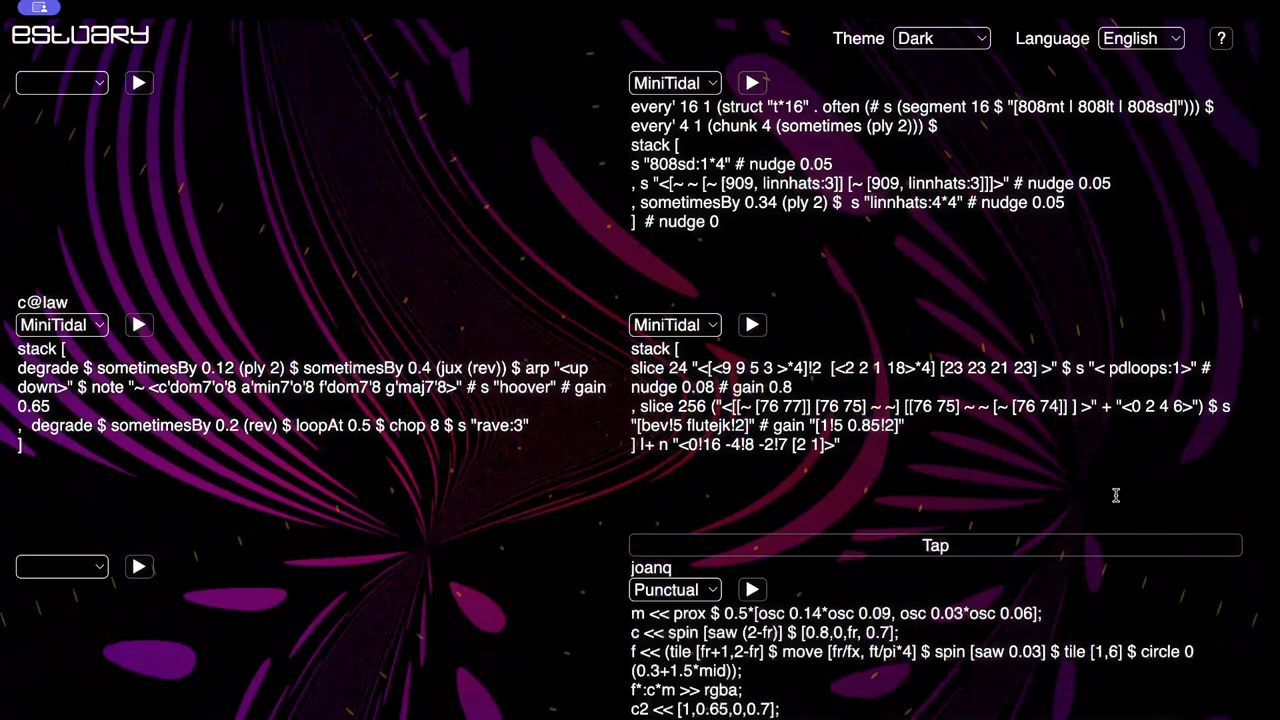 estuary
Theme Dark Language English ?
MiniTidal
every' 16 1 (struct "t*16" . often (# s (segment 16 $ "[808mt | 808lt | 808sd]"))) $
every' 4 1 (chunk 4 (sometimes (ply 2))) $
stack [
s "808sd:1*4" # nudge 0.05
, s "<[~ ~ [~ [909, linnhats:3]] [~ [909, linnhats:3]]]>" # nudge 0.05
, sometimesBy 0.34 (ply 2) $  s "linnhats:4*4" # nudge 0.05
]  # nudge 0
c@law
MiniTidal
stack [
degrade $ sometimesBy 0.12 (ply 2) $ sometimesBy 0.4 (jux (rev)) $ arp "<up
down>" $ note "~ <c'dom7'o'8 a'min7'o'8 f'dom7'8 g'maj7'8>" # s "hoover" # gain
0.65
,  degrade $ sometimesBy 0.2 (rev) $ loopAt 0.5 $ chop 8 $ s "rave:3"
]
MiniTidal
stack [
slice 24 "<[<9 9 5 3 >*4]!2  [<2 2 1 18>*4] [23 23 21 23] >" $ s "< pdloops:1>" #
nudge 0.08 # gain 0.8
, slice 256 ("<[[~ [76 77]] [76 75] ~ ~] [[76 75] ~ ~ [~ [76 74]] ] >" + "<0 2 4 6>") $ s
"[bev!5 flutejk!2]" # gain "[1!5 0.85!2]"
] |+ n "<0!16 -4!8 -2!7 [2 1]>"
Tap
joanq
Punctual
m << prox $ 0.5*[osc 0.14*osc 0.09, osc 0.03*osc 0.06];
c << spin [saw (2-fr)] $ [0.8,0,fr, 0.7];
f << (tile [fr+1,2-fr] $ move [fr/fx, ft/pi*4] $ spin [saw 0.03] $ tile [1,6] $ circle 0
(0.3+1.5*mid));
f*:c*m >> rgba;
c2 << [1,0.65,0,0.7];